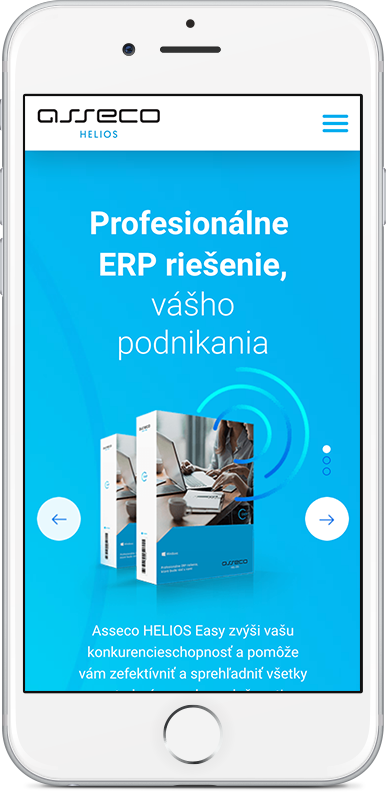 asseco
HELIOS
Profesionálne
ERP riešenie,
vášho
podnikania
asseco
Asseco HELIOS Easy zvýši vašu
konkurencieschopnosť a pomôže
vám zefektívniť a sprehľadniť všetky